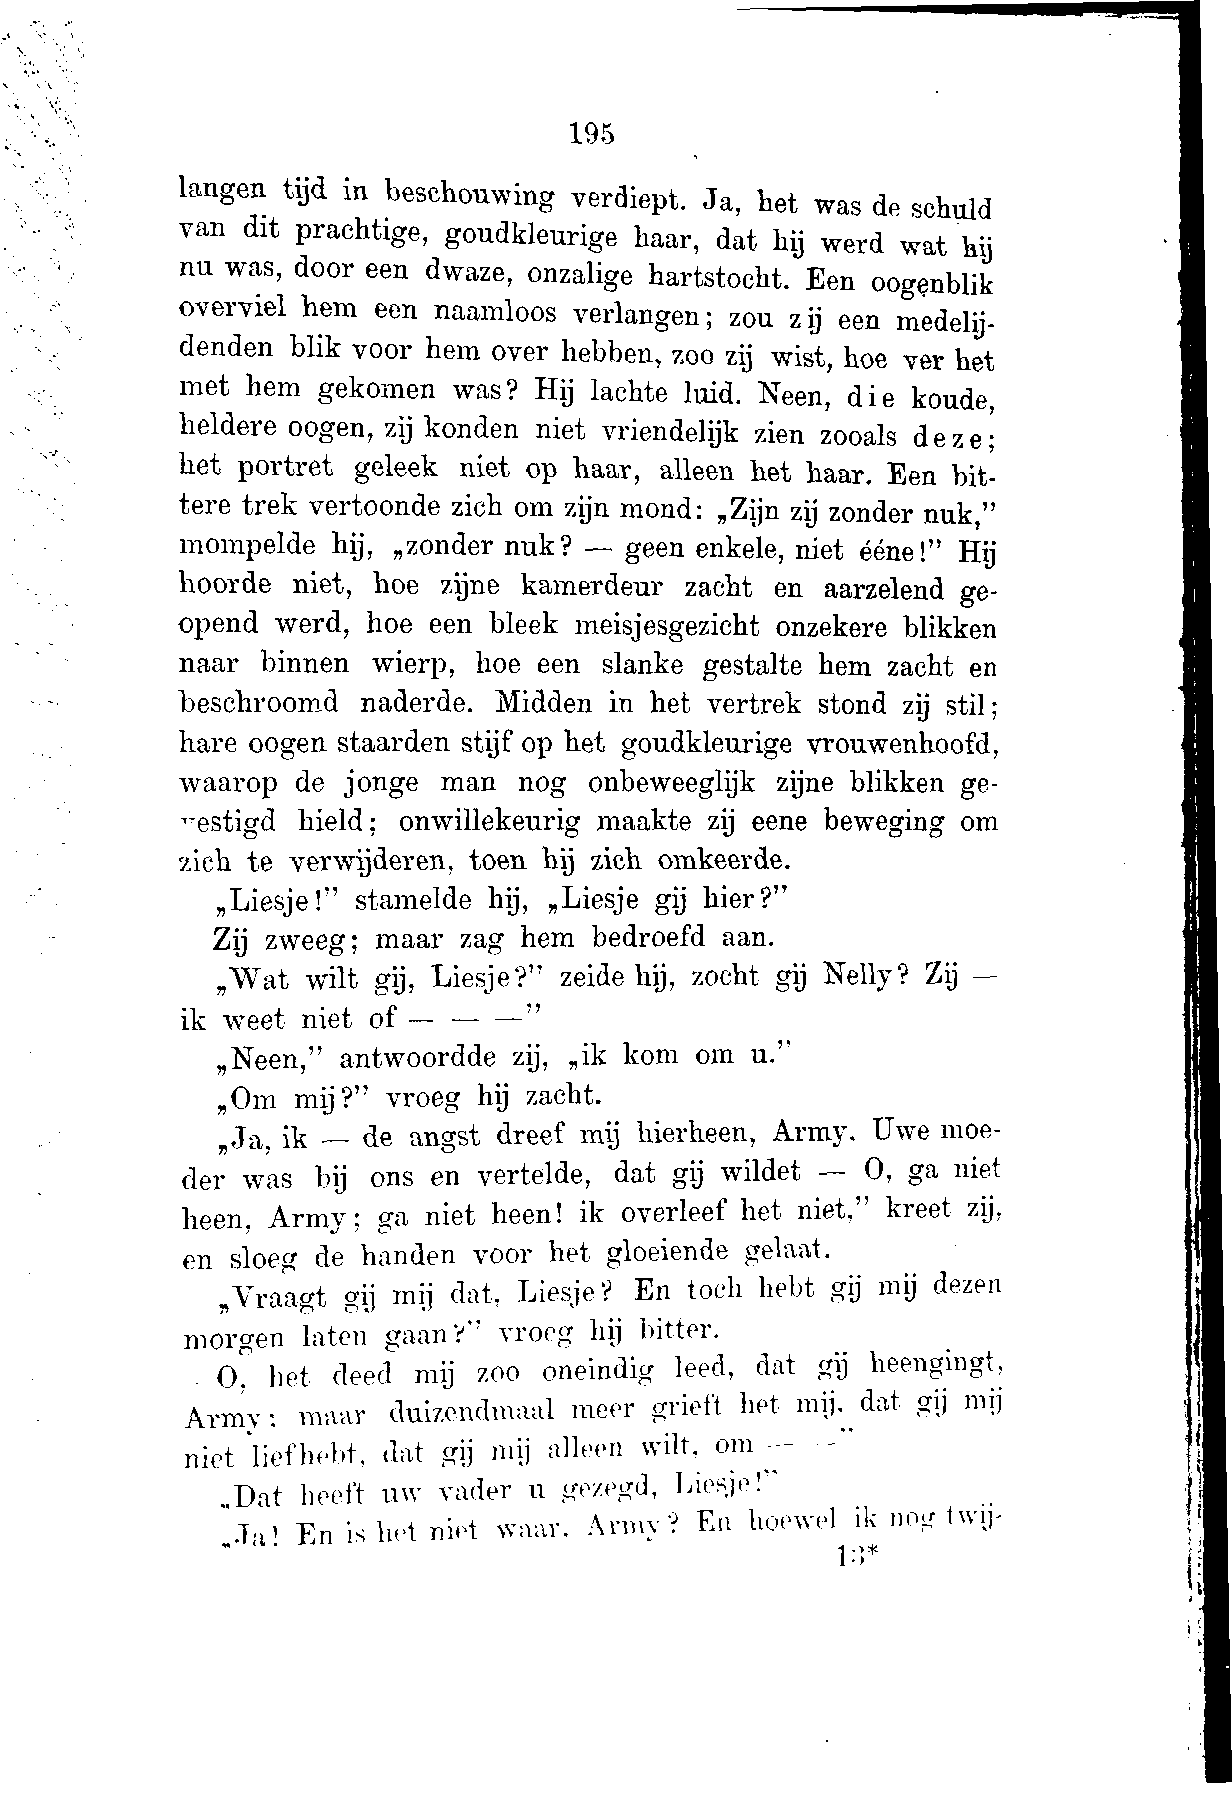 195
langen tijd in beschouwing verdiept. Ja, het was de schuld
van dit prachtige, goudkleurige haar, dat hij werd wat hij
nu was, door een dwaze, onzalige hartstocht. Een oogenblik
overviel hem een naamloos verlangen; zou zij een medelij-
denden blik voor hem over hebben, zoo zij wist, hoe ver het
met hem gekomen was? Hij lachte luid. Neen, die koude,
heldere oogen, zij konden niet vriendelijk zien zooals deze;
het portret geleek niet op haar, alleen het haar. Een bit-
tere trek vertoonde zich om zijn mond: „Zijn zij zonder nuk,”
mompelde hij, „zonder nuk? — geen enkele, niet ééne!” Hij
hoorde niet, hoe zijne kamerdeur zacht en aarzelend ge-
opend werd, hoe een bleek meisjesgezicht onzekere blikken
naar binnen wierp, hoe een slanke gestalte hem zacht en
beschroomd naderde. Midden in het vertrek stond zij stil;
hare oogen staarden stijf op het goudkleurige vrouwenhoofd,
waarop de jonge man nog onbeweeglijk zijne blikken ge-
vestigd hield; onwillekeurig maakte zij eene beweging om
zich te verwijderen, toen hij zich omkeerde.
„Liesje!” stamelde hij, „Liesje gij hier?”
Zij zweeg; maar zag hem bedroefd aan.
„Wat wilt gij, Liesje?” zeide hij, zocht gij Nelly? Zij —
ik weet niet of — — —”
„Neen,” antwoordde zij, „ik kom om u.”
„Om mij?” vroeg hij zacht.
„Ja, ik — de angst dreef mij hierheen, Army. Uwe moe-
der was bij ons en vertelde, dat gij wildet — O, ga niet
heen, Army; ga niet heen! ik overleef het niet,” kreet zij,
en sloeg de handen voor het gloeiende gelaat.
„Vraagt gij mij dat, Liesje? En toch hebt gij mij dezen
morgen laten gaan?” vroeg hij bitter.
O, het deed mij zoo oneindig leed, dat gij heengingt,
Army; maar duizendmaal meer grieft het mij, dat gij mij
niet liefhebt, dat gij mij alleen wilt, om — —”
„Dat heeft uw vader u gezegd, Liesje!”
„Ja! En is het niet waar, Army? En hoewel ik nog twij-
13*